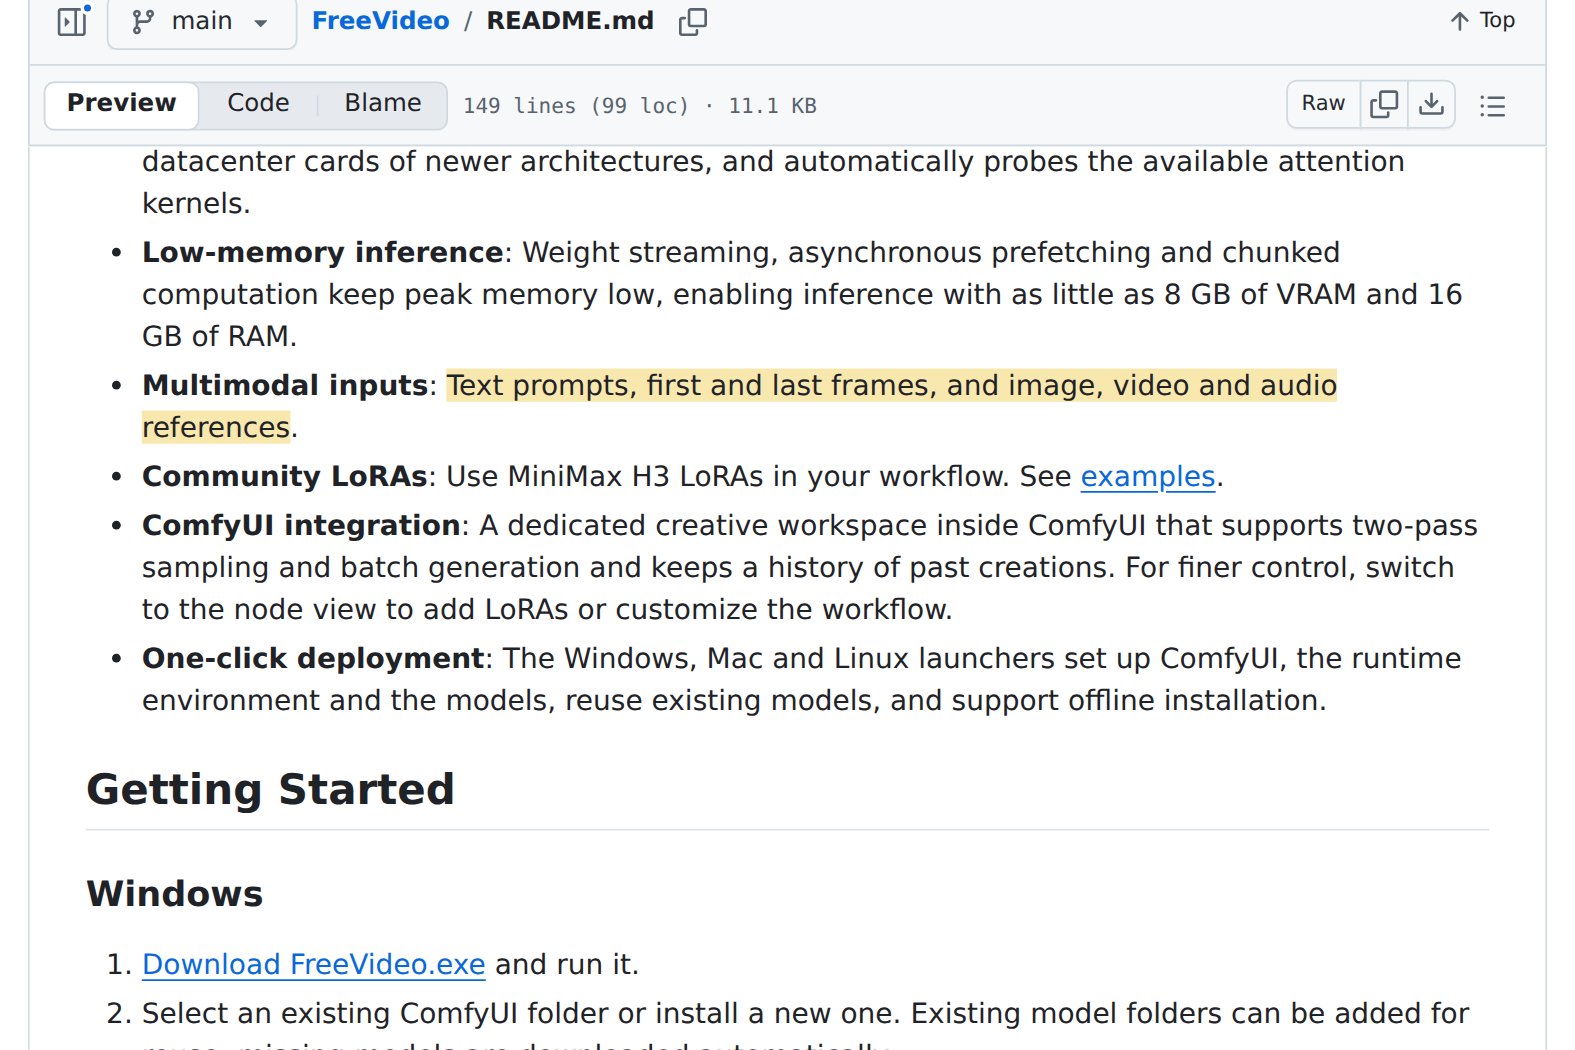 main
FreeVideo / README.md
Top
Preview
Code
Blame
149 lines (99 loc) · 11.1 KB
Raw
datacenter cards of newer architectures, and automatically probes the available attention
kernels.
• Low-memory inference: Weight streaming, asynchronous prefetching and chunked
computation keep peak memory low, enabling inference with as little as 8 GB of VRAM and 16
GB of RAM.
• Multimodal inputs: Text prompts, first and last frames, and image, video and audio
references.
• Community LoRAs: Use MiniMax H3 LoRAs in your workflow. See examples.
• ComfyUI integration: A dedicated creative workspace inside ComfyUI that supports two-pass
sampling and batch generation and keeps a history of past creations. For finer control, switch
to the node view to add LoRAs or customize the workflow.
• One-click deployment: The Windows, Mac and Linux launchers set up ComfyUI, the runtime
environment and the models, reuse existing models, and support offline installation.
Getting Started
Windows
1. Download FreeVideo.exe and run it.
2. Select an existing ComfyUI folder or install a new one. Existing model folders can be added for